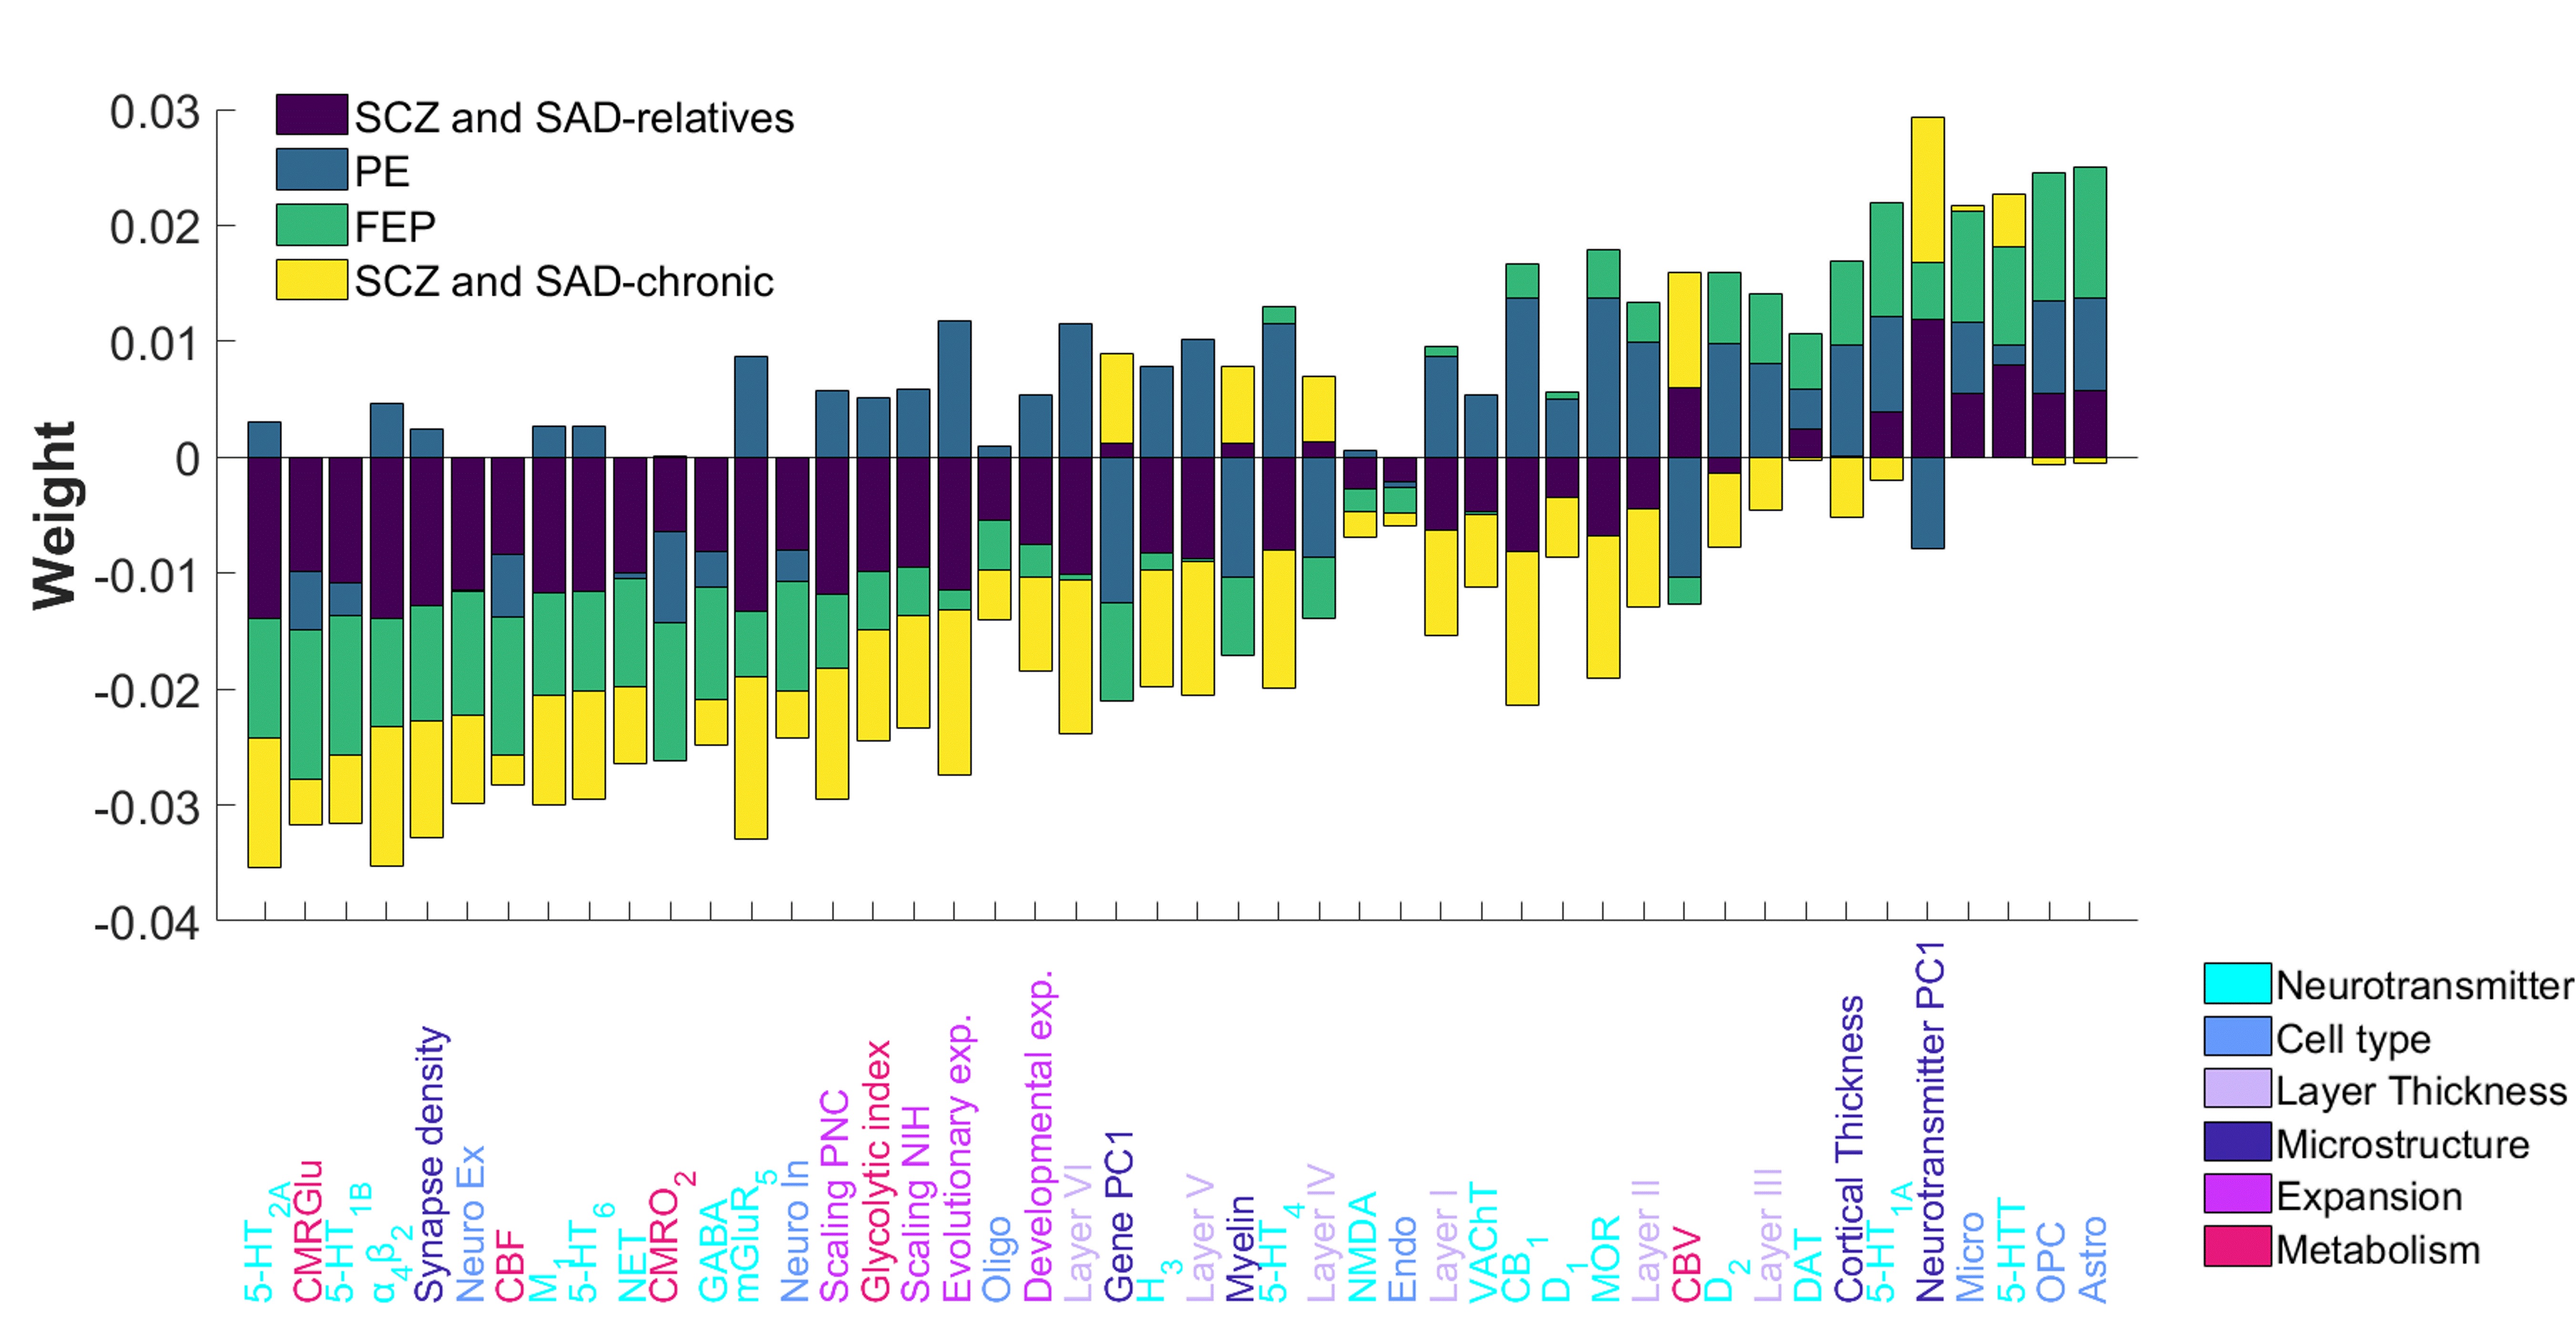 0.03
0.02
0.01
0
-0.01
-0.02
-0.03
-0.04
Weight
SCZ and SAD-relatives
PE
FEP
SCZ and SAD-chronic
5-HT2A
CMRGlu
5-HT1B
α4β2
Synapse density
Neuro Ex
CBF
M1
5-HT6
NET
CMRO2
GABA
mGluR5
Neuro In
Scaling PNC
Glycolytic index
Scaling NIH
Evolutionary exp.
Oligo
Developmental exp.
Layer VI
Gene PC1
H3
Layer V
Myelin
5-HT4
Layer IV
NMDA
Endo
Layer I
VAChT
CB1
D1
MOR
Layer II
CBV
D2
Layer III
DAT
Cortical Thickness
5-HT1A
Neurotransmitter PC1
Micro
5-HTT
OPC
Astro
Neurotransmitter
Cell type
Layer Thickness
Microstructure
Expansion
Metabolism